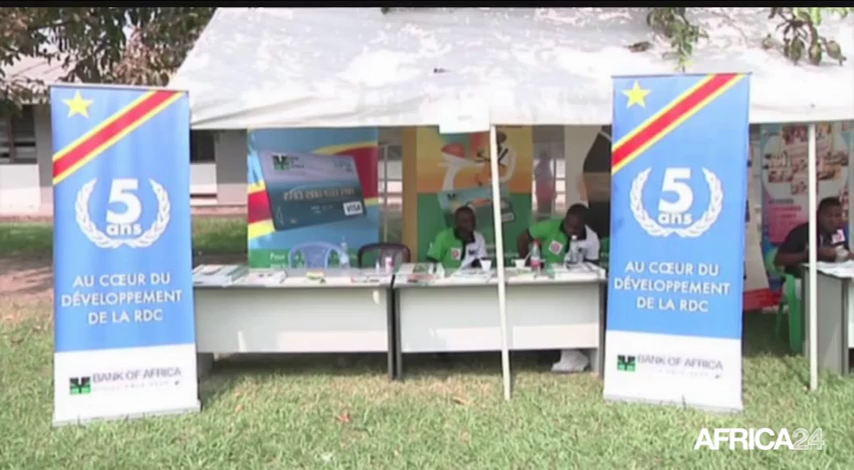 5
ans
AU CŒUR DU
DÉVELOPPEMENT
DE LA RDC
BANK OF AFRICA
VISA
5
ans
AU CŒUR DU
DÉVELOPPEMENT
DE LA RDC
BANK OF AFRICA
AFRICA24